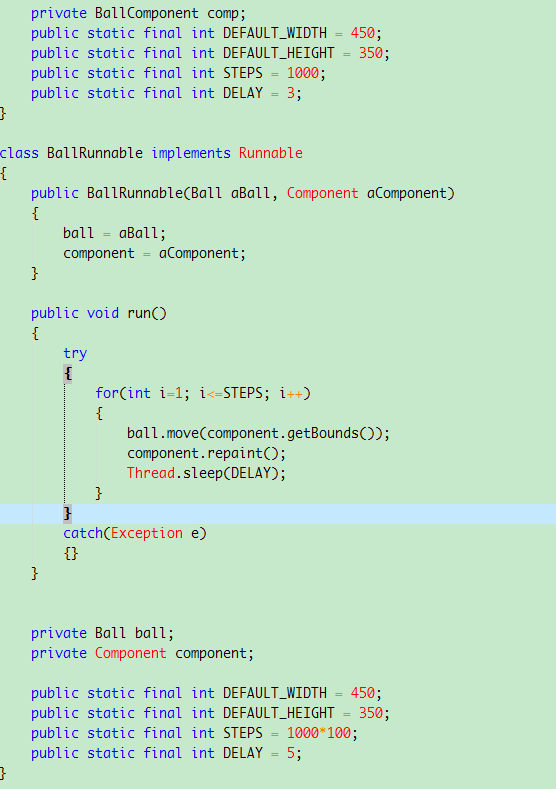 private BallComponent comp;
    public static final int DEFAULT_WIDTH = 450;
    public static final int DEFAULT_HEIGHT = 350;
    public static final int STEPS = 1000;
    public static final int DELAY = 3;
}

class BallRunnable implements Runnable
{
    public BallRunnable(Ball aBall, Component aComponent)
    {
        ball = aBall;
        component = aComponent;
    }

    public void run()
    {
        try
        {
            for(int i=1; i<=STEPS; i++)
            {
                ball.move(component.getBounds());
                component.repaint();
                Thread.sleep(DELAY);
            }
        }
        catch(Exception e)
        {}
    }


    private Ball ball;
    private Component component;

    public static final int DEFAULT_WIDTH = 450;
    public static final int DEFAULT_HEIGHT = 350;
    public static final int STEPS = 1000*100;
    public static final int DELAY = 5;
}